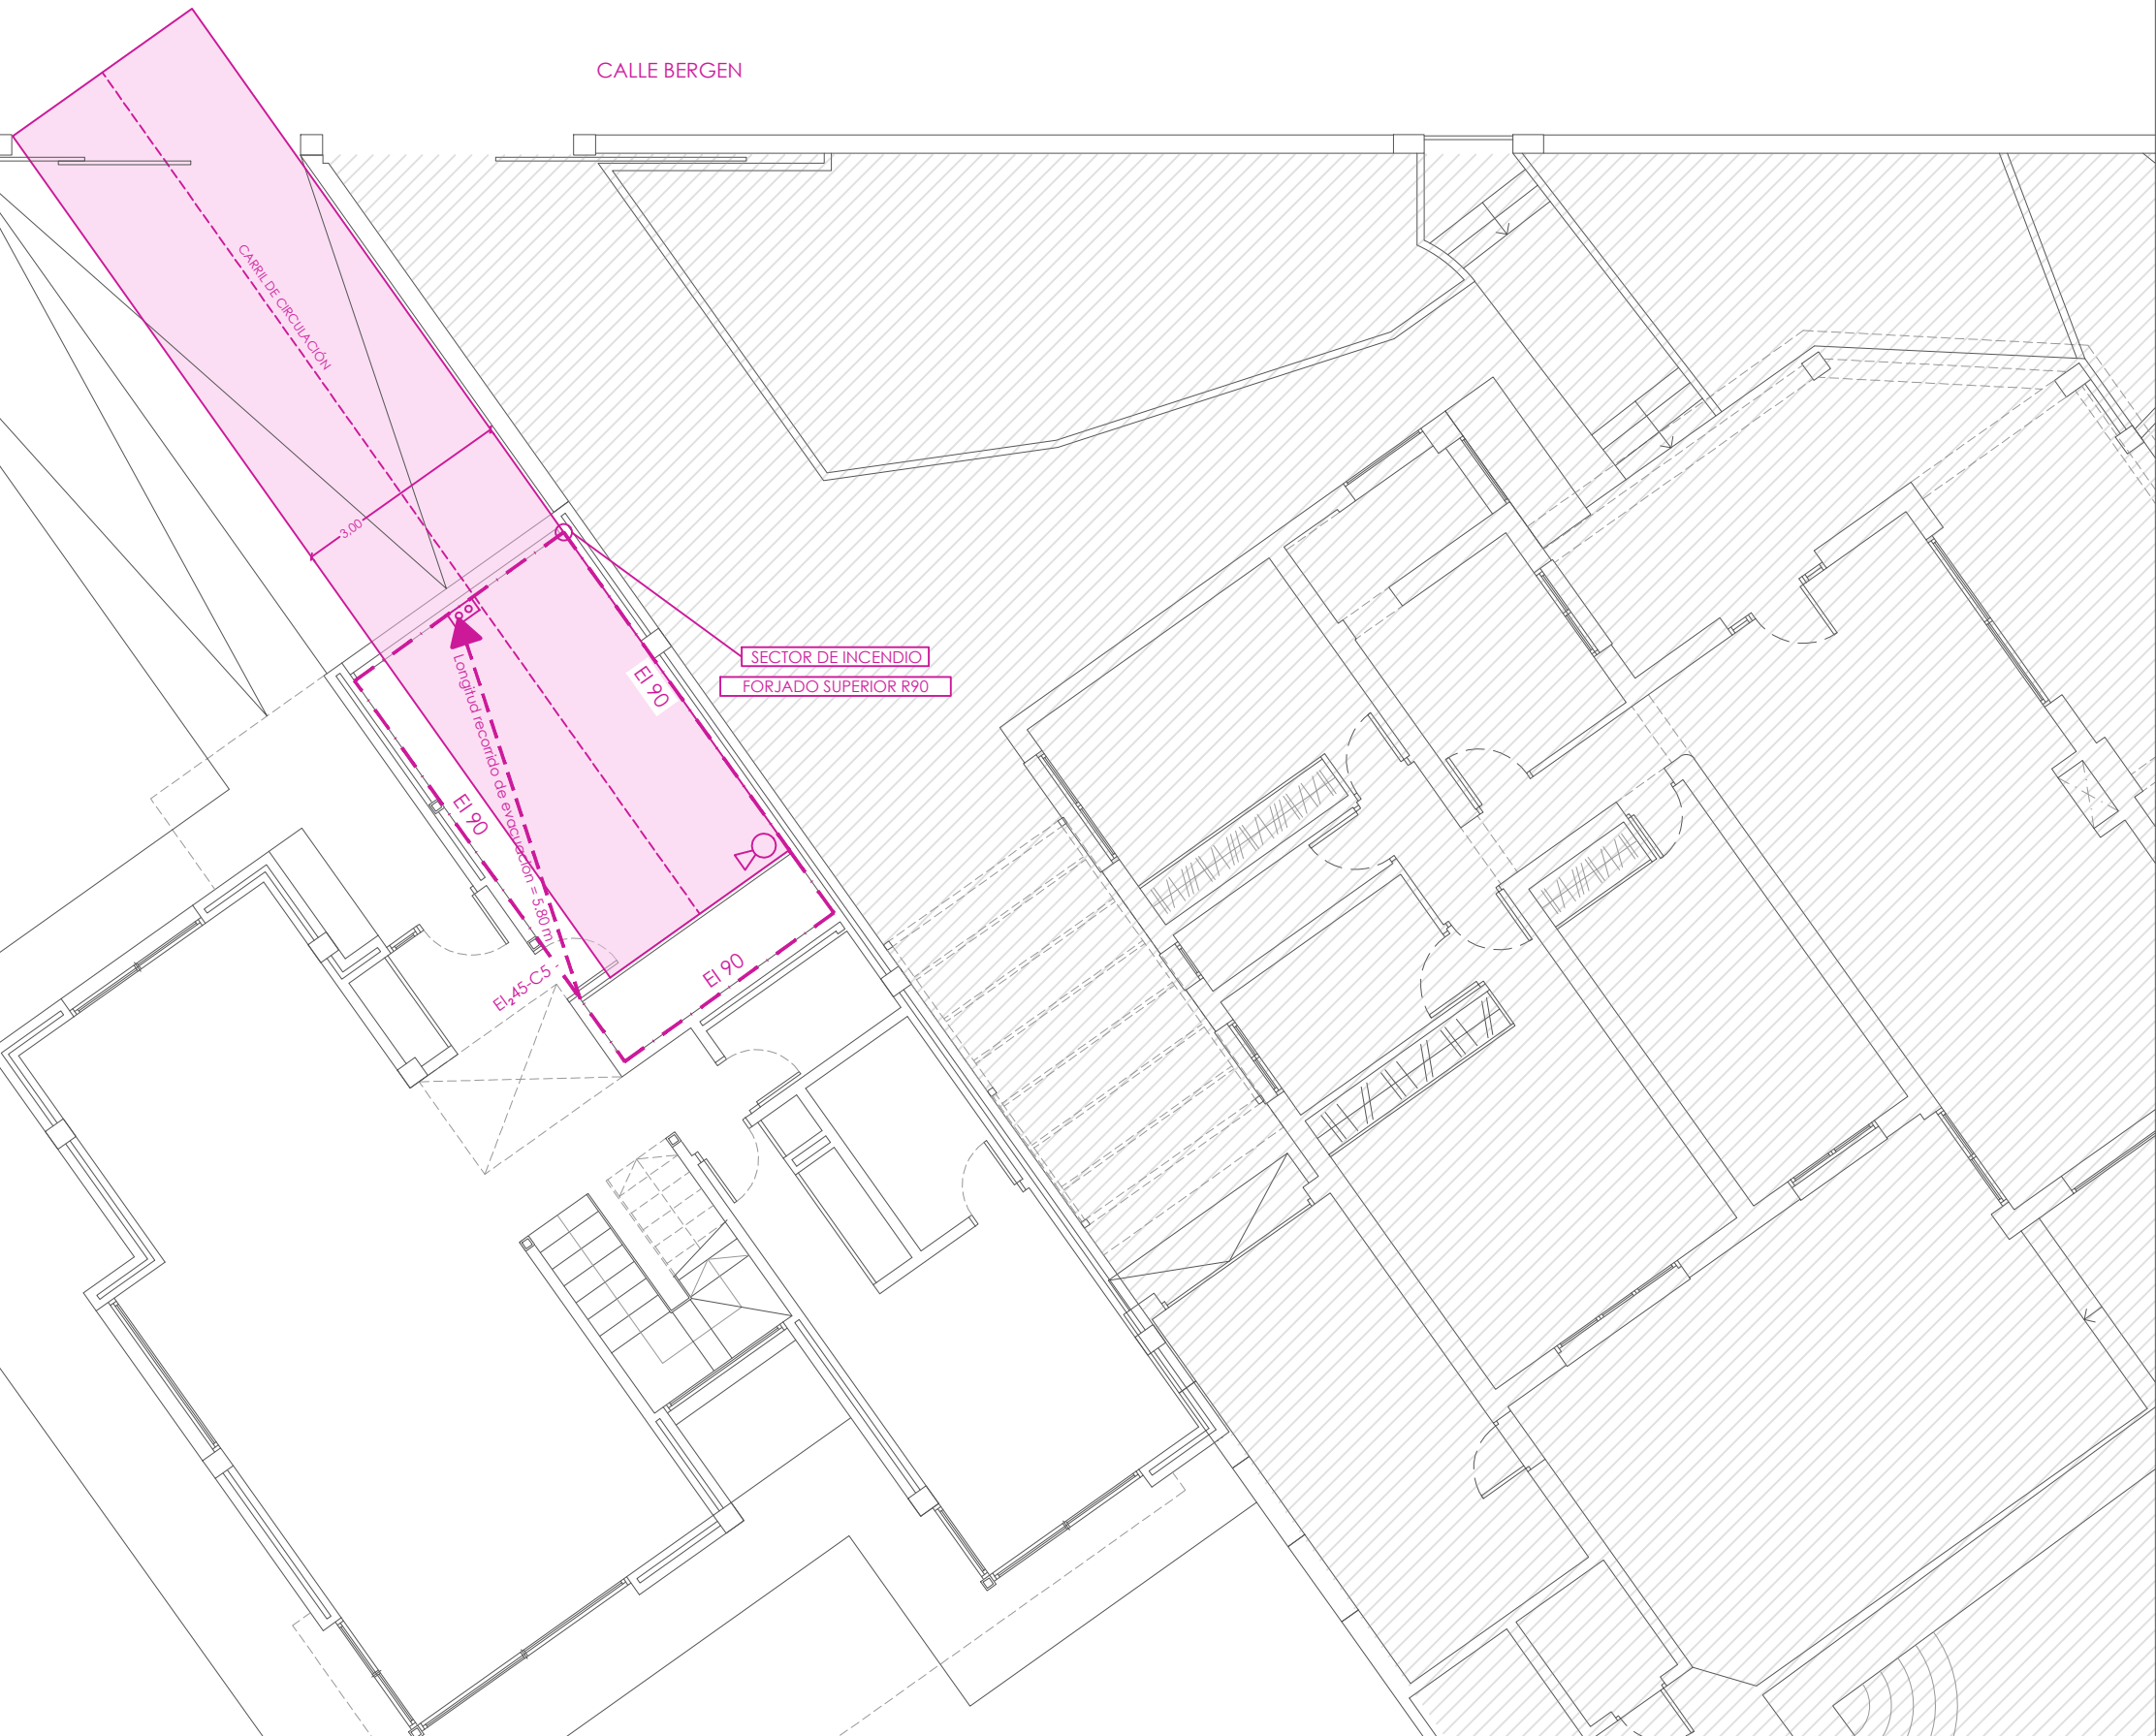 CALLE BERGEN
CARRIL DE CIRCULACIÓN
3,00
SECTOR DE INCENDIO
FORJADO SUPERIOR R90
EI 90
EI 90
Longitud recorrido de evacuación = 5.80 m
EI 90
EI₂45-C5